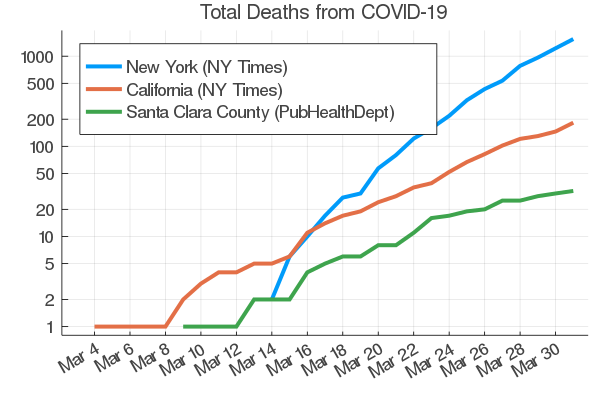 Total Deaths from COVID-19
New York (NY Times)
California (NY Times)
Santa Clara County (PubHealthDept)
1000
500
200
100
50
20
10
5
2
1
Mar 4
Mar 6
Mar 8
Mar 10
Mar 12
Mar 14
Mar 16
Mar 18
Mar 20
Mar 22
Mar 24
Mar 26
Mar 28
Mar 30